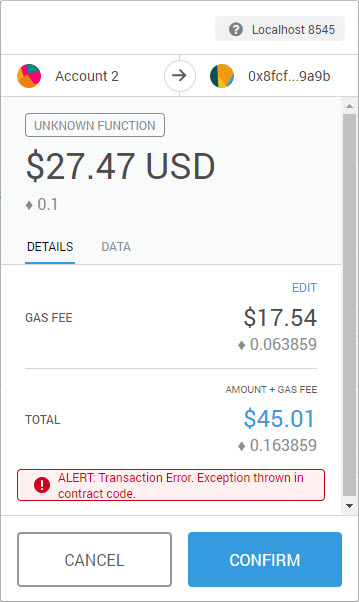 Localhost 8545
Account 2
0x8fcf...9a9b
UNKNOWN FUNCTION
$27.47 USD
♦ 0.1
DETAILS DATA
EDIT
GAS FEE $17.54
♦ 0.063859
AMOUNT + GAS FEE
TOTAL $45.01
♦ 0.163859
ALERT: Transaction Error. Exception thrown in
contract code.
CANCEL CONFIRM